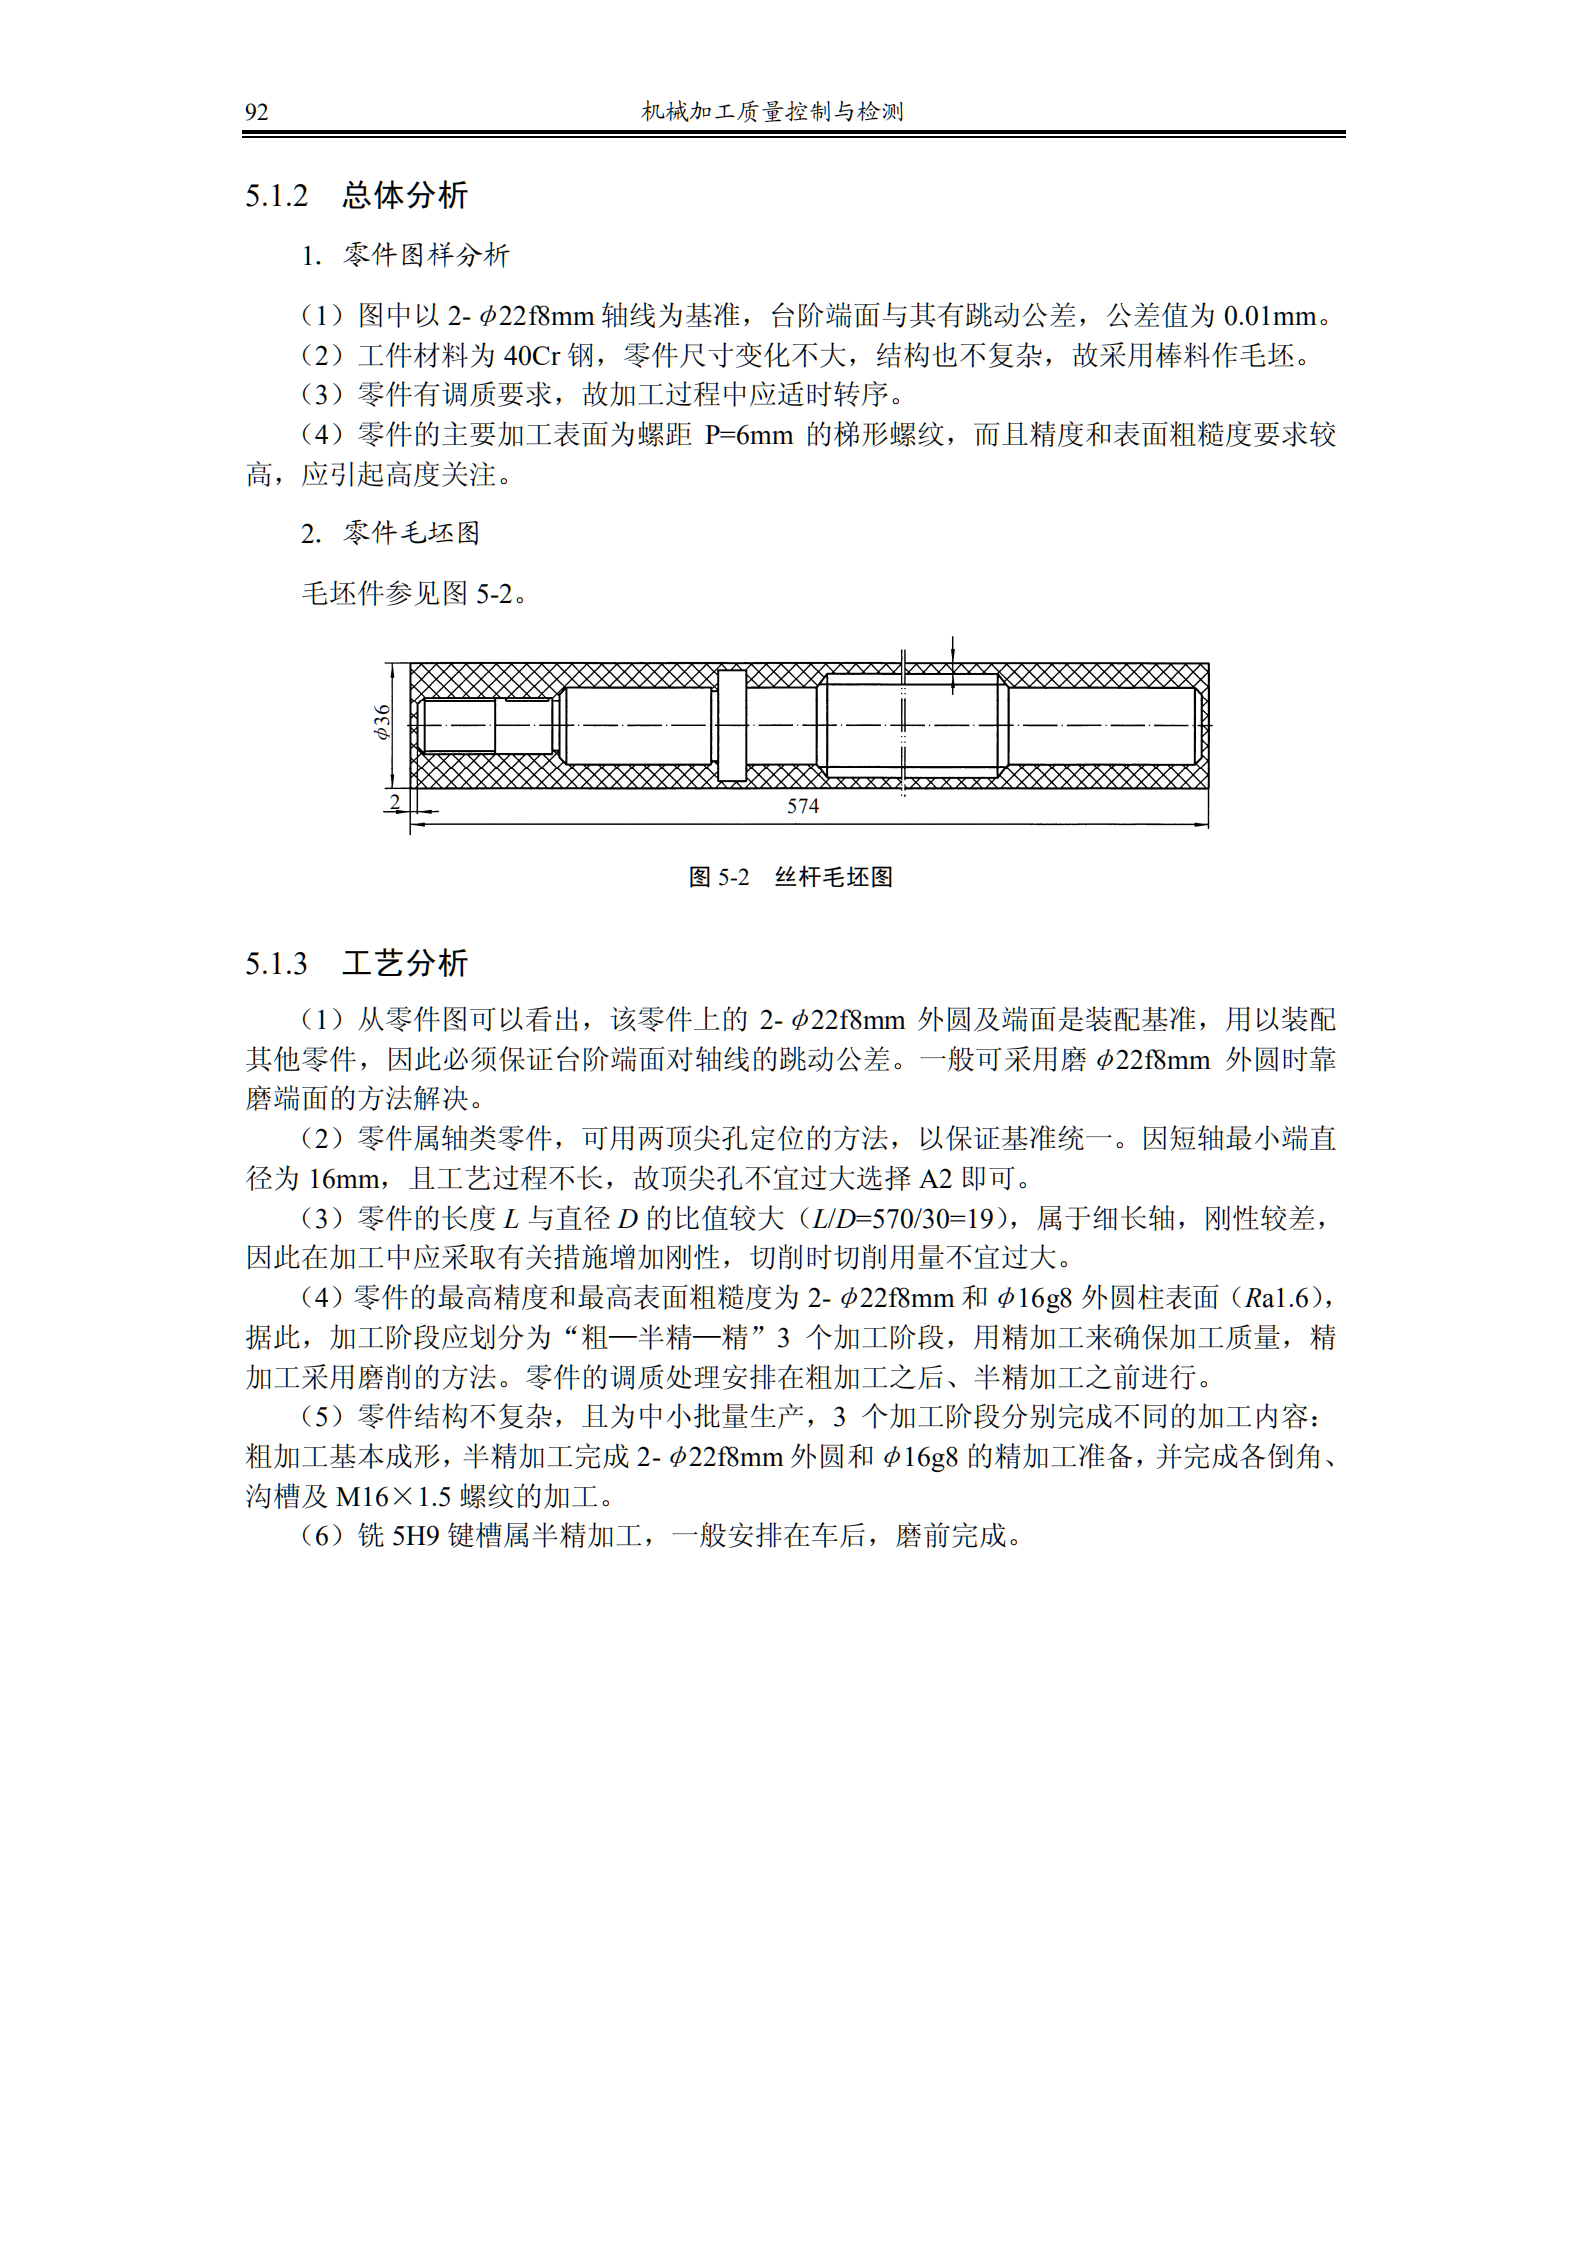 92
机械加工质量控制与检测
5.1.2 总体分析
1．零件图样分析
（1）图中以 2- φ22f8mm 轴线为基准，台阶端面与其有跳动公差，公差值为 0.01mm。
（2）工件材料为 40Cr 钢，零件尺寸变化不大，结构也不复杂，故采用棒料作毛坯。
（3）零件有调质要求，故加工过程中应适时转序。
（4）零件的主要加工表面为螺距 P=6mm 的梯形螺纹，而且精度和表面粗糙度要求较
高，应引起高度关注。
2．零件毛坯图
毛坯件参见图 5-2。
φ36
2
574
图 5-2 丝杆毛坯图
5.1.3 工艺分析
（1）从零件图可以看出，该零件上的 2- φ22f8mm 外圆及端面是装配基准，用以装配
其他零件，因此必须保证台阶端面对轴线的跳动公差。一般可采用磨 φ22f8mm 外圆时靠
磨端面的方法解决。
（2）零件属轴类零件，可用两顶尖孔定位的方法，以保证基准统一。因短轴最小端直
径为 16mm，且工艺过程不长，故顶尖孔不宜过大选择 A2 即可。
（3）零件的长度 L 与直径 D 的比值较大（L/D=570/30=19），属于细长轴，刚性较差，
因此在加工中应采取有关措施增加刚性，切削时切削用量不宜过大。
（4）零件的最高精度和最高表面粗糙度为 2- φ22f8mm 和 φ16g8 外圆柱表面（Ra1.6），
据此，加工阶段应划分为“粗—半精—精”3 个加工阶段，用精加工来确保加工质量，精
加工采用磨削的方法。零件的调质处理安排在粗加工之后、半精加工之前进行。
（5）零件结构不复杂，且为中小批量生产，3 个加工阶段分别完成不同的加工内容：
粗加工基本成形，半精加工完成 2- φ22f8mm 外圆和 φ16g8 的精加工准备，并完成各倒角、
沟槽及 M16×1.5 螺纹的加工。
（6）铣 5H9 键槽属半精加工，一般安排在车后，磨前完成。